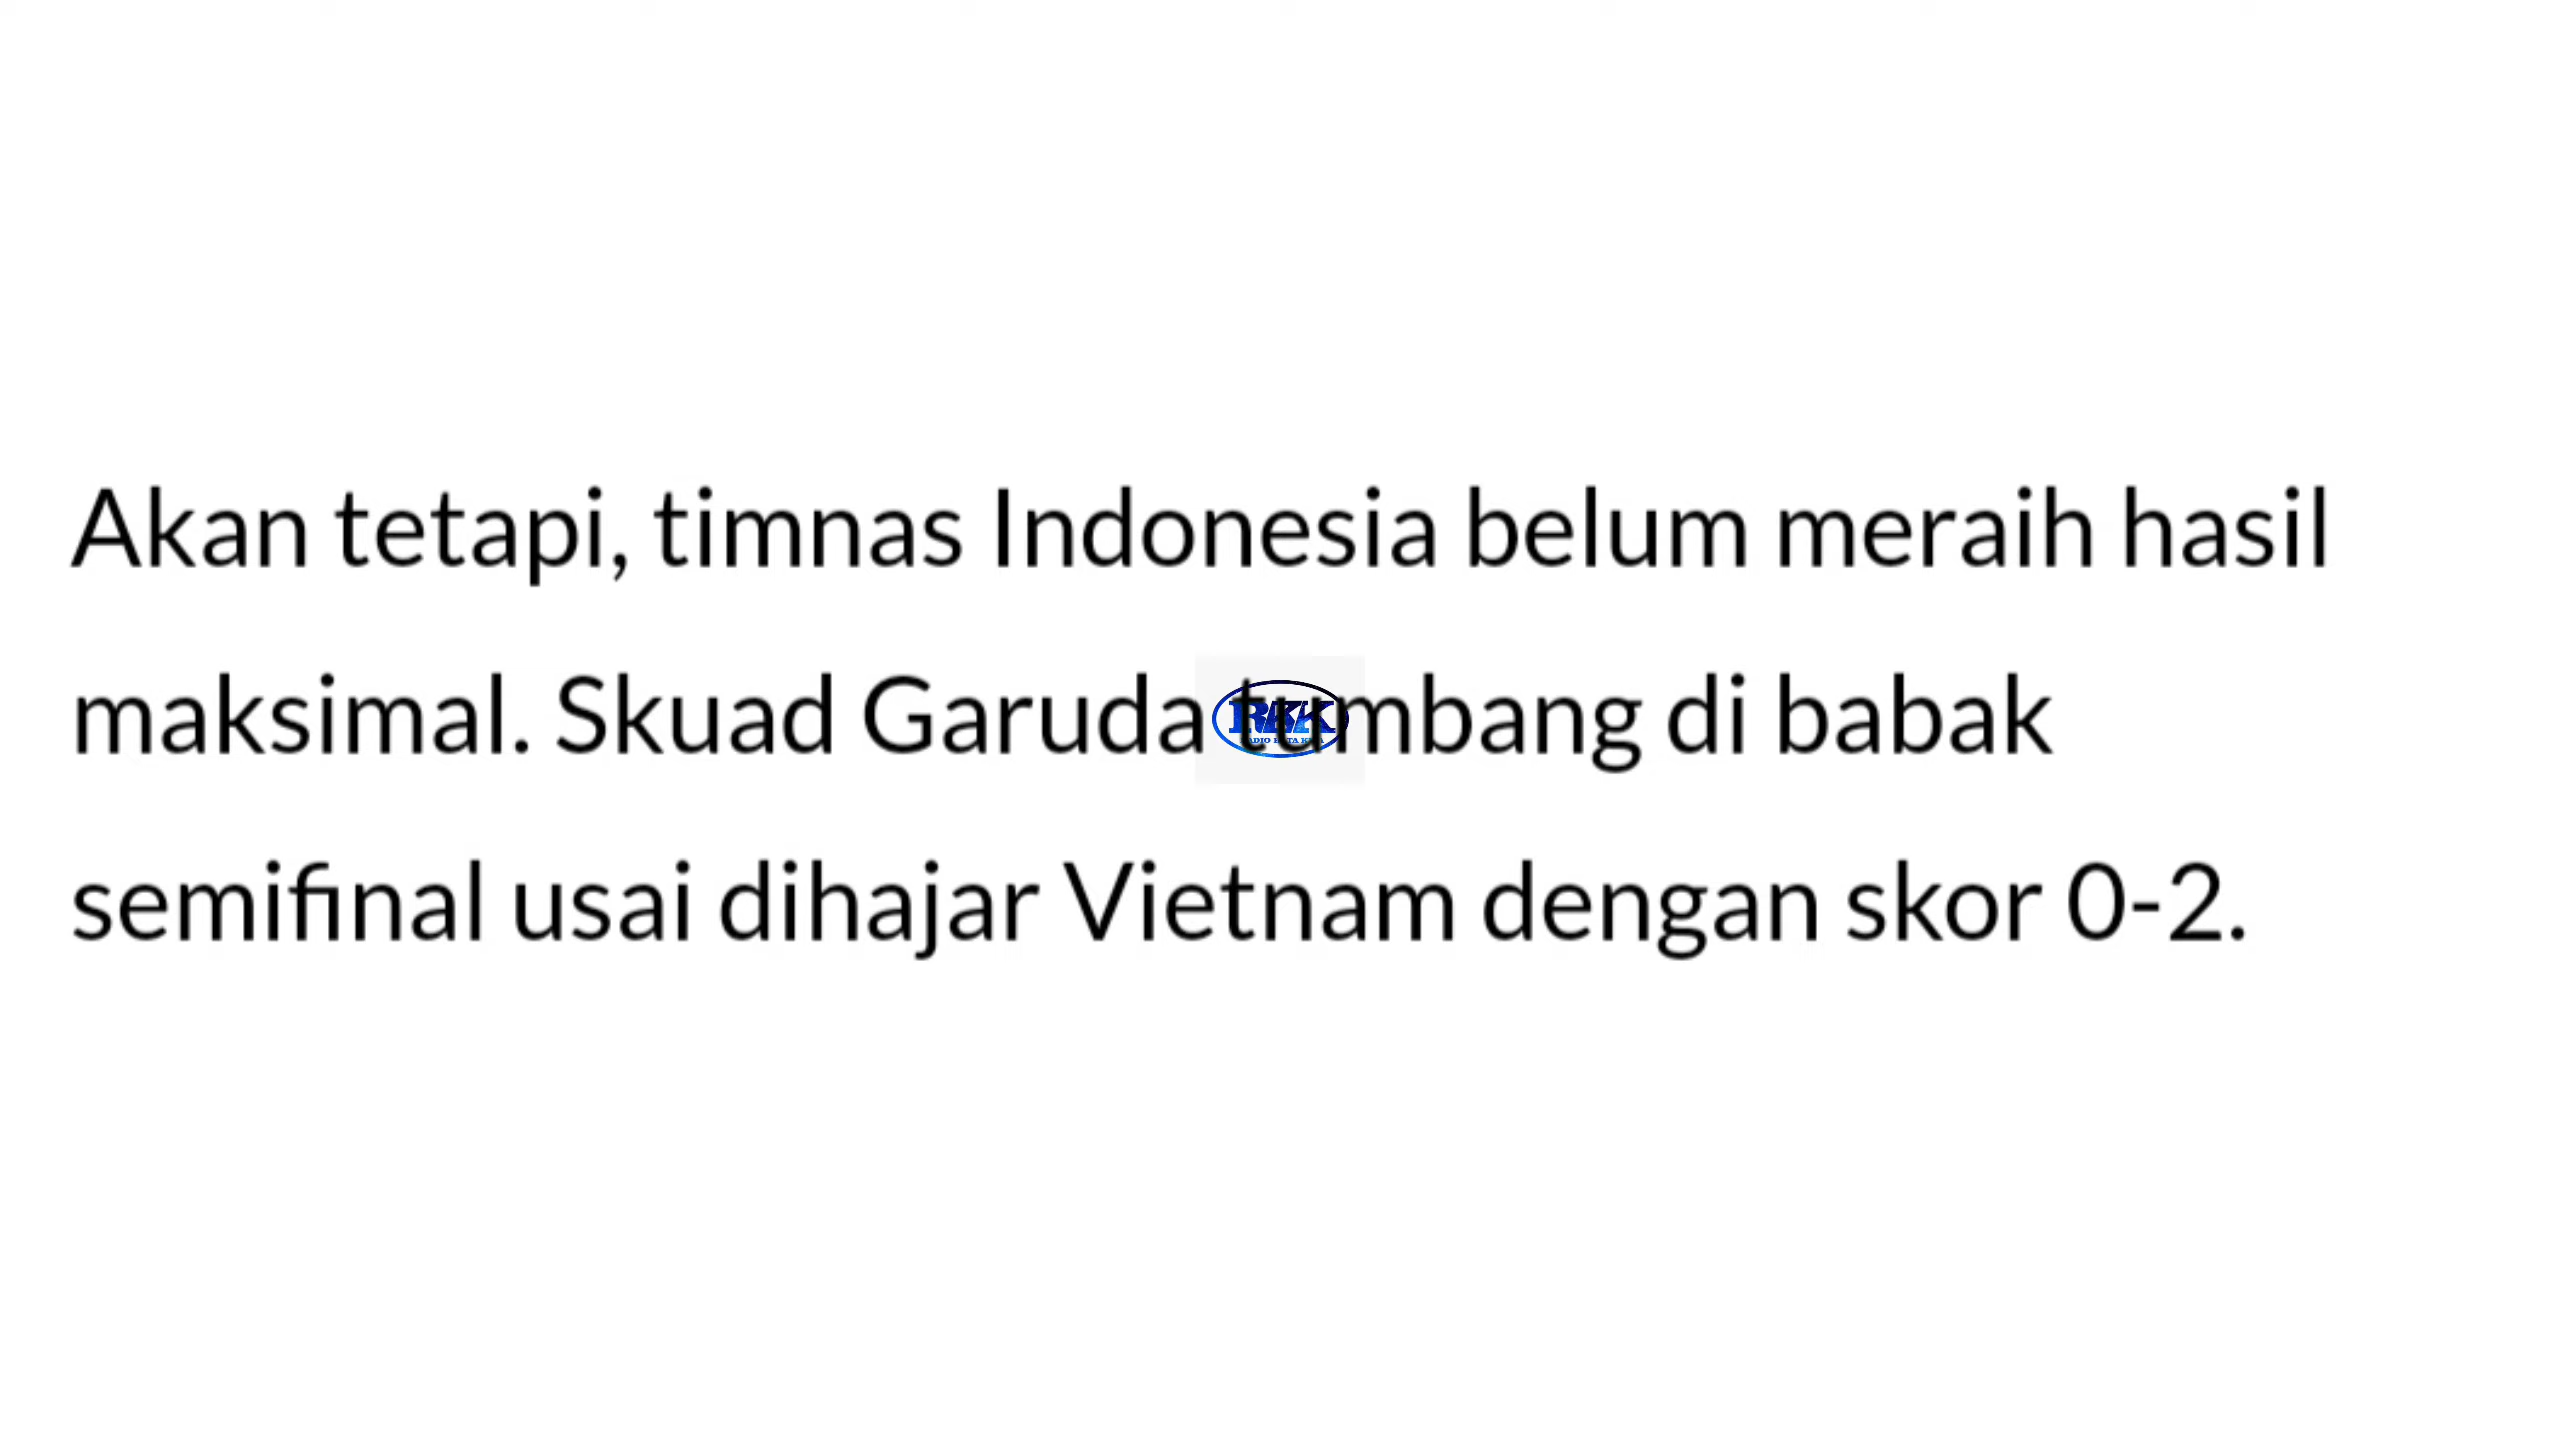 Akan tetapi, timnas Indonesia belum meraih hasil
maksimal. Skuad Garuda tumbang di babak
semifinal usai dihajar Vietnam dengan skor 0-2.